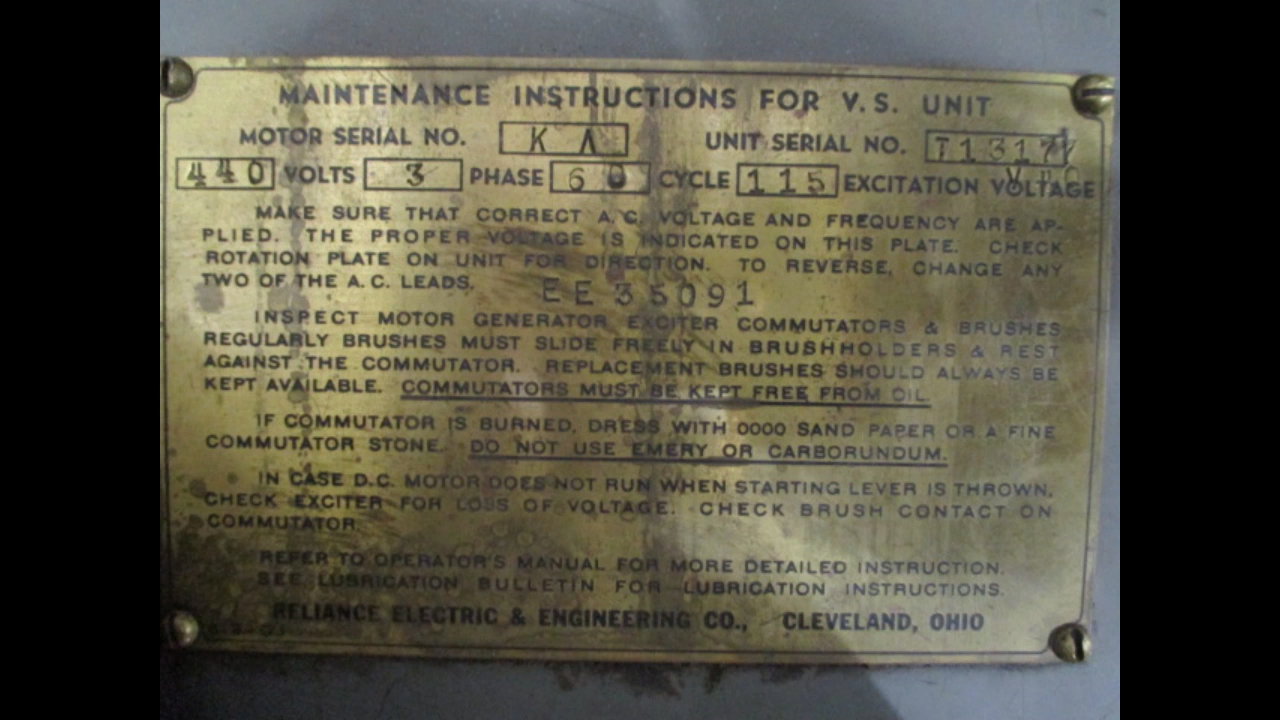 MAINTENANCE INSTRUCTIONS FOR V.S. UNIT
MOTOR SERIAL NO. K A UNIT SERIAL NO.
440 VOLTS 3 PHASE 60 CYCLE 115 EXCITATION VOLTAGE
MAKE SURE THAT CORRECT A.C. VOLTAGE AND FREQUENCY ARE AP-
PLIED. THE PROPER VOLTAGE IS INDICATED ON THIS PLATE. CHECK
ROTATION PLATE ON UNIT FOR DIRECTION. TO REVERSE, CHANGE ANY
TWO OF THE A.C. LEADS.
EE35091
INSPECT MOTOR GENERATOR EXCITER COMMUTATORS & BRUSHES
REGULARLY BRUSHES MUST SLIDE FREELY IN BRUSHHOLDERS & REST
AGAINST THE COMMUTATOR. REPLACEMENT BRUSHES SHOULD ALWAYS BE
KEPT AVAILABLE. COMMUTATORS MUST BE KEPT FREE FROM OIL.
IF COMMUTATOR IS BURNED, DRESS WITH 0000 SAND PAPER OR A FINE
COMMUTATOR STONE. DO NOT USE EMERY OR CARBORUNDUM.
IN CASE D.C. MOTOR DOES NOT RUN WHEN STARTING LEVER IS THROWN,
CHECK EXCITER FOR LOSS OF VOLTAGE. CHECK BRUSH CONTACT ON
COMMUTATOR.
REFER TO OPERATOR'S MANUAL FOR MORE DETAILED INSTRUCTION.
SEE LUBRICATION BULLETIN FOR LUBRICATION INSTRUCTIONS.
RELIANCE ELECTRIC & ENGINEERING CO., CLEVELAND, OHIO